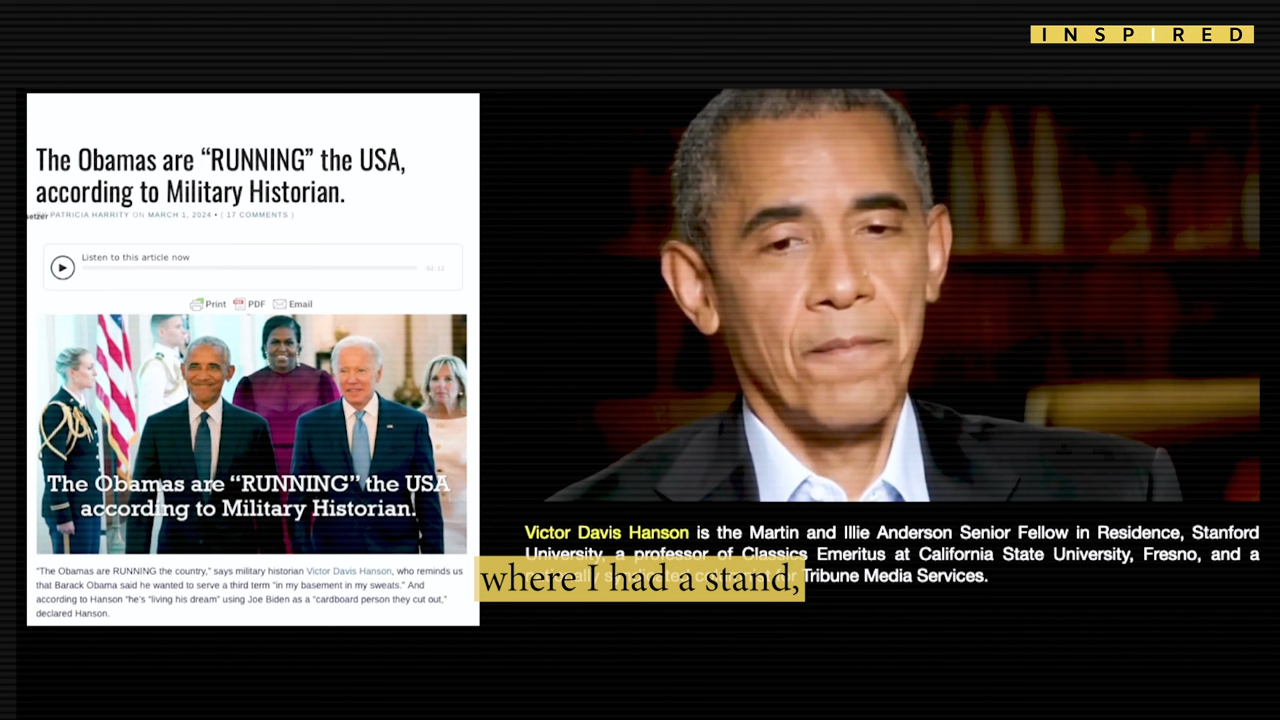 INSPIRED
The Obamas are “RUNNING” the USA,
according to Military Historian.
PATRICIA HARRITY ON MARCH 1, 2024 • ( 17 COMMENTS )
Listen to this article now
-02:12
Print PDF Email
The Obamas are “RUNNING” the USA
according to Military Historian.
"The Obamas are RUNNING the country," says military historian Victor Davis Hanson, who reminds us
that Barack Obama said he wanted to serve a third term "in my basement in my sweats." And
according to Hanson "he's "living his dream" using Joe Biden as a "cardboard person they cut out,"
declared Hanson.
Victor Davis Hanson is the Martin and Illie Anderson Senior Fellow in Residence, Stanford
University, a professor of Classics Emeritus at California State University, Fresno, and a
Tribune Media Services.
where I had a stand,